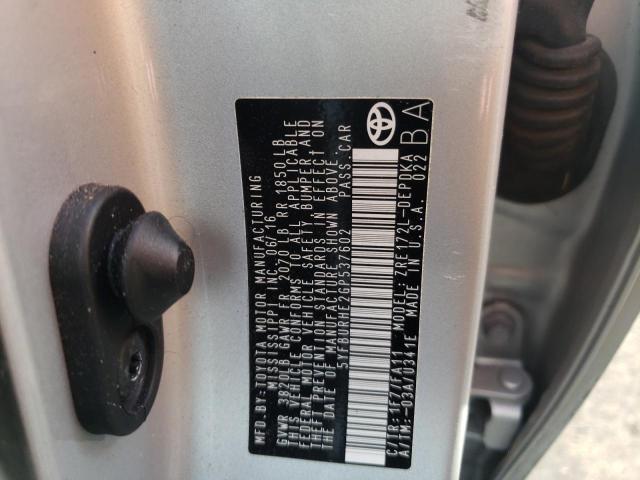 MFD. BY: TOYOTA MOTOR MANUFACTURING
MISSISSIPPI INC. 06/16
GVWR 3820LB GAWR FR 2070 LB RR 1850 LB
THIS VEHICLE CONFORMS TO ALL APPLICABLE
FEDERAL MOTOR VEHICLE SAFETY, BUMPER AND
THEFT PREVENTION STANDARDS IN EFFECT ON
THE DATE OF MANUFACTURE SHOWN ABOVE.
5YFBURHE2GP537602 PASS. CAR
C/TR: 1F7/FA31 MODEL: ZRE172L-DEPDKA
A/TM: -03A/U341E MADE IN U.S.A. 022
BA